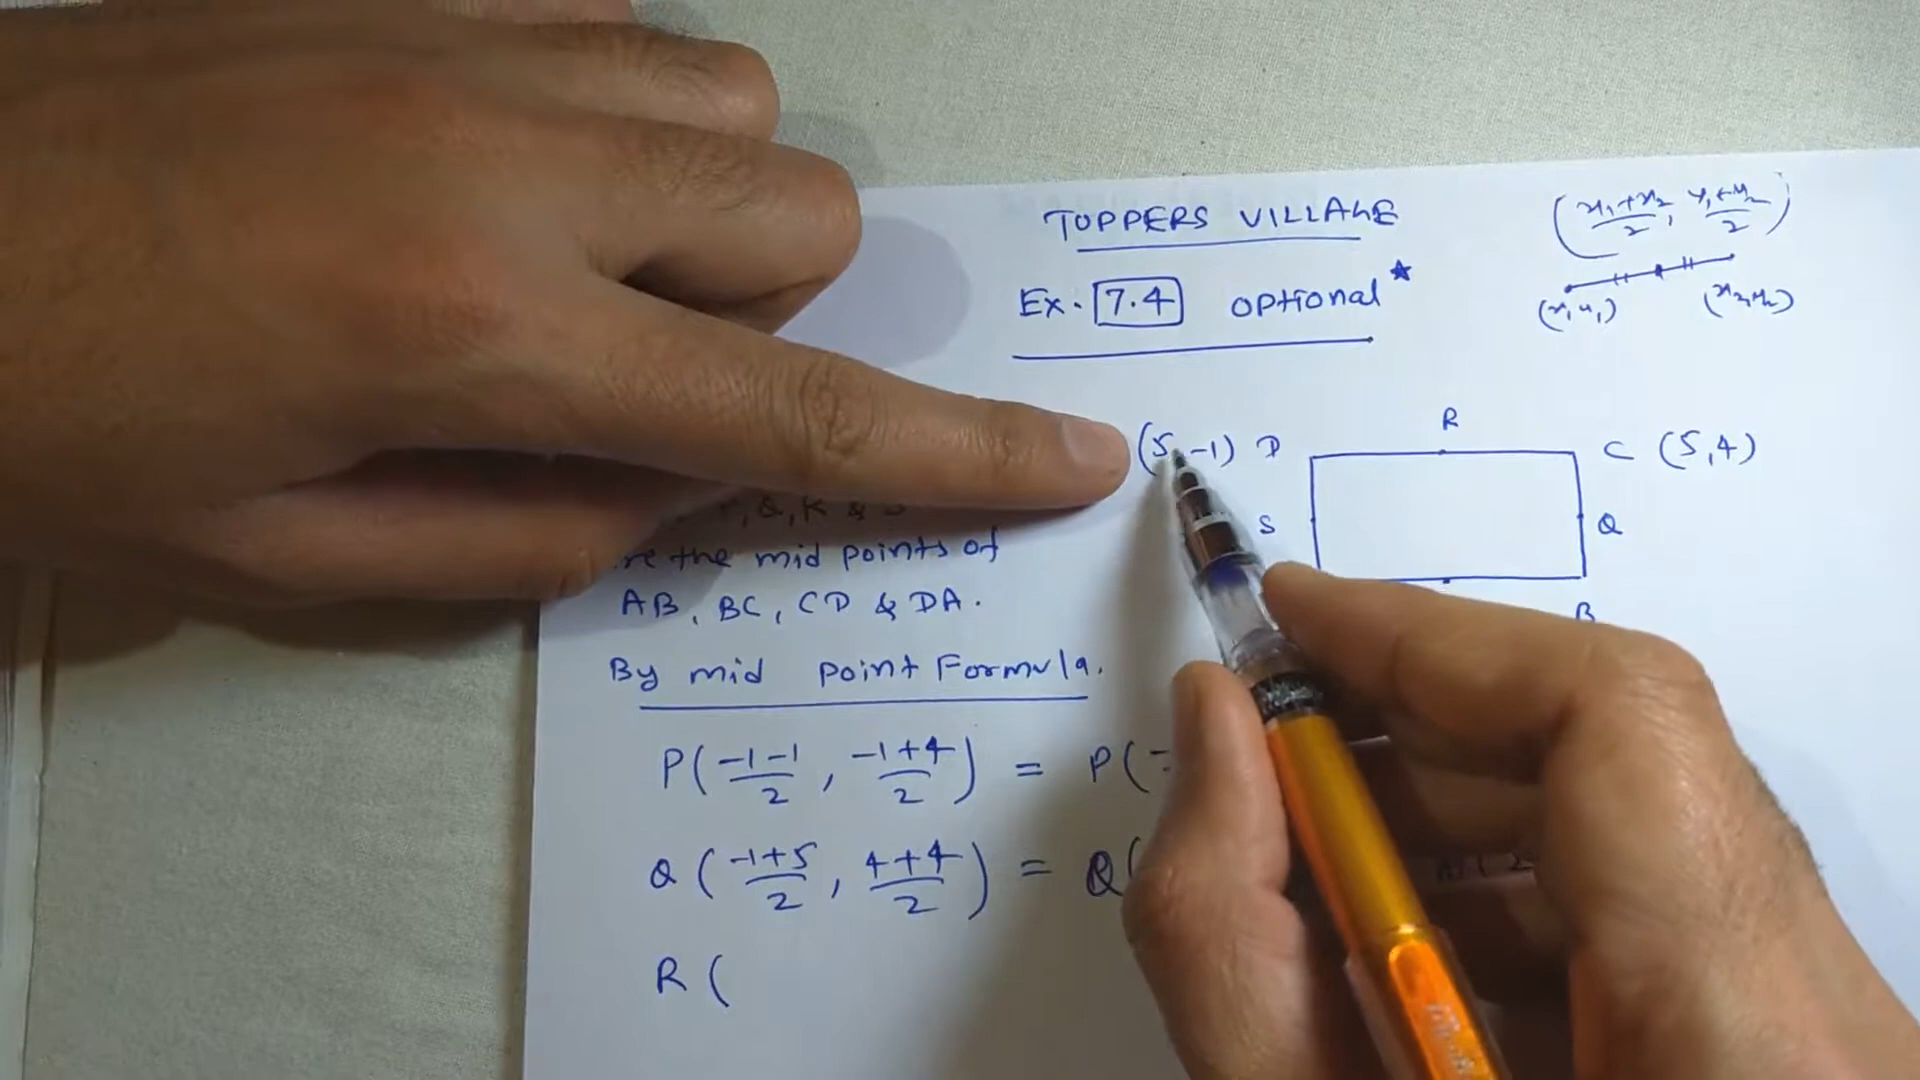 TOPPERS VILLAGE
Ex. 7.4 optional*
(x₁+x₂/2, y₁+y₂/2)
(x₁,y₁) (x₂,y₂)
R
(5,-1) D C (5,4)
S Q
B
are the mid points of
AB, BC, CD & DA.
By mid point Formula.
P(-1-1/2, -1+4/2) = P(-
Q(-1+5/2, 4+4/2) = Q(
R(